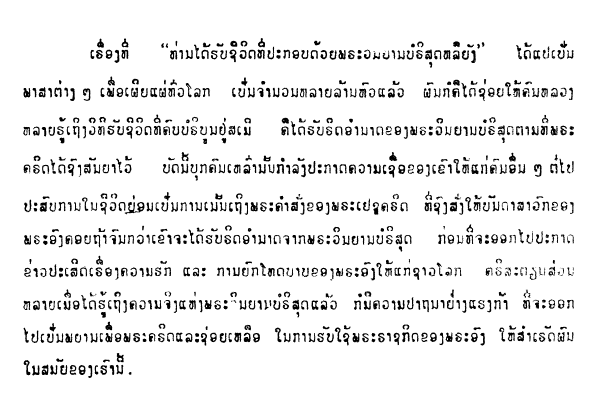 ເຣື່ອງທີ່ “ທ່ານໄດ້ຮັບຊີວິດທີ່ປະກອບດ້ວຍພຣະວິນຍານບໍຣິສຸດຫລືຍັງ” ໄດ້ແປເປັນ
ພາສາຕ່າງ ໆ ເພື່ອເຜີຍແຜ່ທົ່ວໂລກ ເປັນຈຳນວນຫລາຍລ້ານຫົວແລ້ວ ຜົນກໍຄືໄດ້ຊ່ອຍໃຫ້ຄົນຫລວງ
ຫລາຍຮູ້ເຖິງວິທີຮັບຊີວິດທີ່ຄົບບໍຣິບູນຢູ່ສເມີ ຄືໄດ້ຮັບຣິດອຳນາດຂອງພຣະວິນຍານບໍຣິສຸດຕາມທີ່ພຣະ
ຄຣິດໄດ້ຊົງສັນຍາໄວ້ ບັດນີ້ບຸກຄົນເຫລົ່ານັ້ນກຳລັງປະກາດຄວາມເຊື່ອຂອງເຂົາໃຫ້ແກ່ຄົນອື່ນ ໆ ຕໍ່ໄປ
ປະສົບການໃນຊີວິດຍ່ອມເປັນການເນັ້ນເຖິງພຣະຄຳສັ່ງຂອງພຣະເຢຊູຄຣິດ ທີ່ຊົງສັ່ງໃຫ້ບັນດາສາວົກຂອງ
ພຣະອົງຄອຍຖ້າຈົນກວ່າເຂົາຈະໄດ້ຮັບຣິດອຳນາດຈາກພຣະວິນຍານບໍຣິສຸດ ກ່ອນທີ່ຈະອອກໄປປະກາດ
ຂ່າວປະເສີດເຣື່ອງຄວາມຮັກ ແລະ ການຍົກໂທດບາບຂອງພຣະອົງໃຫ້ແກ່ຊາວໂລກ ຄຣິສະຕຽນສ່ວນ
ຫລາຍເມື່ອໄດ້ຮູ້ເຖິງຄວາມຈິງແຫ່ງພຣະວິນຍານບໍຣິສຸດແລ້ວ ກໍມີຄວາມປາຖນາຢ່າງແຮງກ້າ ທີ່ຈະອອກ
ໄປເປັນພຍານເພື່ອພຣະຄຣິດແລະຊ່ອຍເຫລືອ ໃນການຮັບໃຊ້ພຣະຣາຊກິດຂອງພຣະອົງ ໃຫ້ສຳເຣັດຜົນ
ໃນສມັຍຂອງເຮົານີ້.